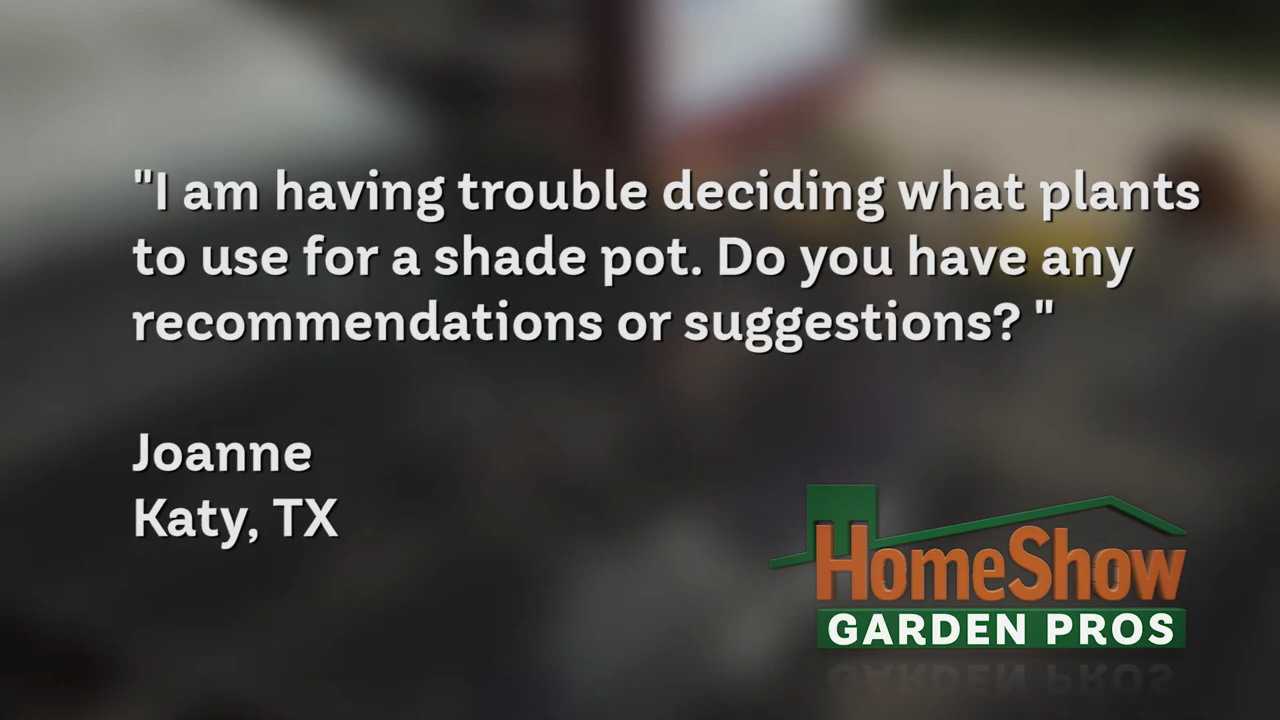 "I am having trouble deciding what plants
to use for a shade pot. Do you have any
recommendations or suggestions? "
Joanne
Katy, TX
HomeShow
GARDEN PROS